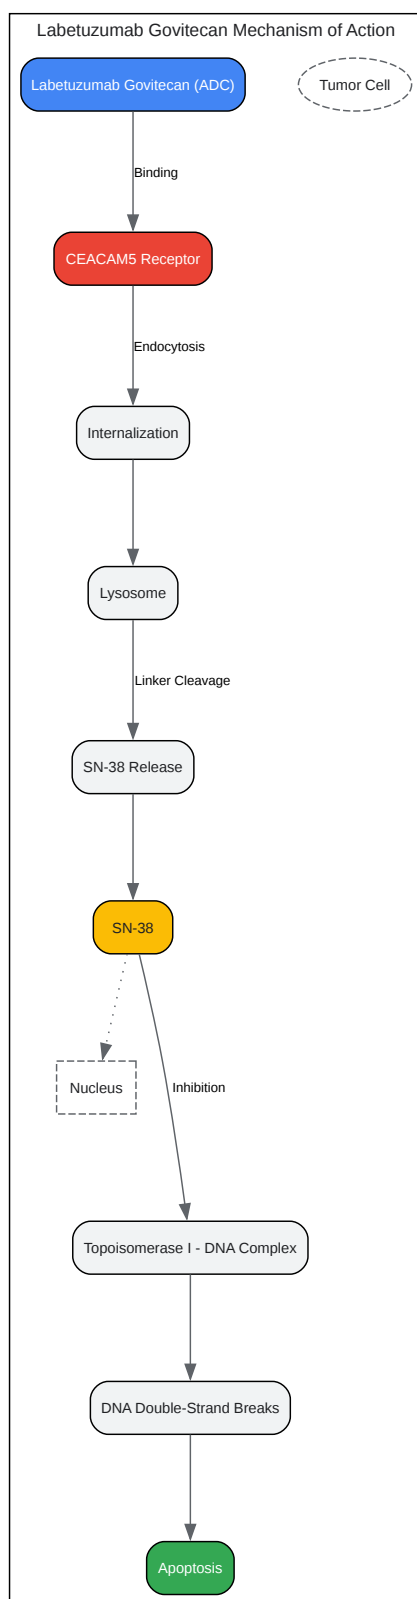 Labetuzumab Govitecan Mechanism of Action
Labetuzumab Govitecan (ADC)
Tumor Cell
Binding
CEACAM5 Receptor
Endocytosis
Internalization
Lysosome
Linker Cleavage
SN-38 Release
SN-38
Nucleus
Inhibition
Topoisomerase I - DNA Complex
DNA Double-Strand Breaks
Apoptosis